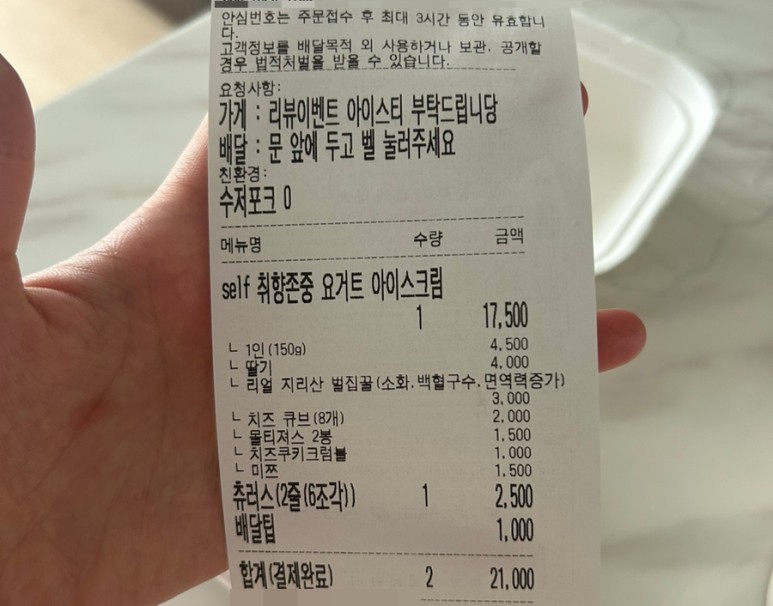 안심번호는 주문접수 후 최대 3시간 동안 유효합니
다.
고객정보를 배달목적 외 사용하거나 보관, 공개할
경우 법적처벌을 받을 수 있습니다.
요청사항:
가게 : 리뷰이벤트 아이스티 부탁드립니당
배달 : 문 앞에 두고 벨 눌러주세요
친환경:
수저포크 O
메뉴명 수량 금액
self 취향존중 요거트 아이스크림
1 17,500
└ 1인(150g) 4,500
└ 딸기 4,000
└ 리얼 지리산 벌집꿀(소화,백혈구수,면역력증가)
3,000
└ 치즈 큐브(8개) 2,000
└ 몰티져스 2봉 1,500
└ 치즈쿠키크럼블 1,000
└ 미쯔 1,500
츄러스(2줄(6조각)) 1 2,500
배달팁 1,000
합계(결제완료) 2 21,000